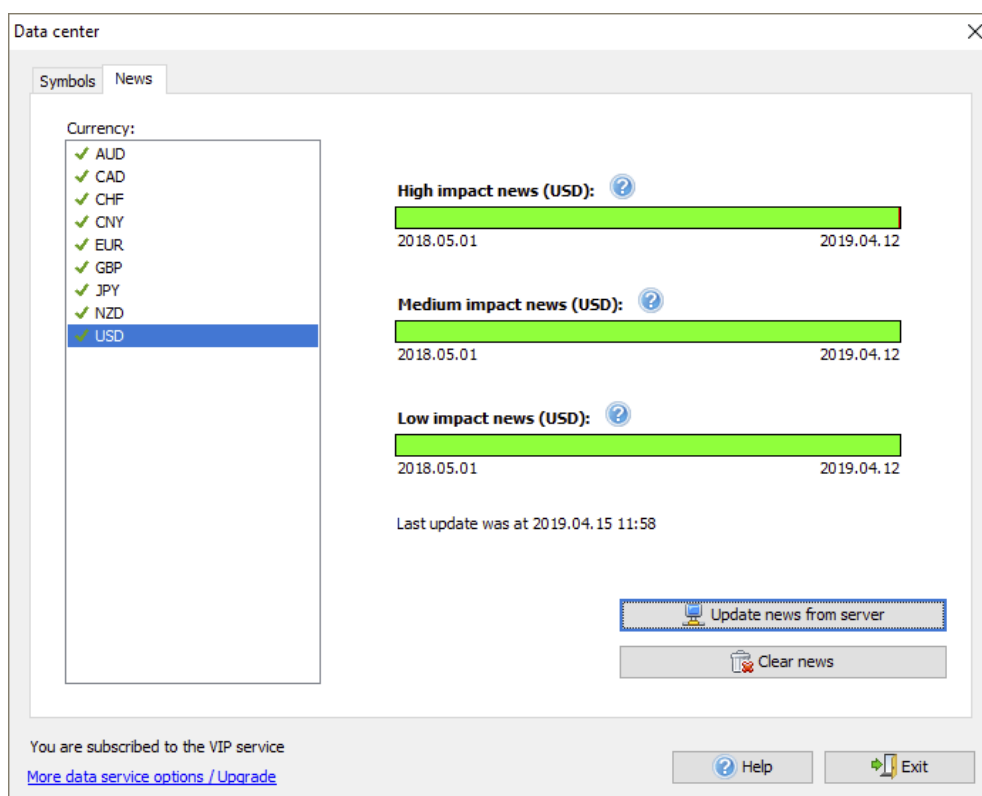 Data center
Symbols News
Currency:
AUD
CAD
CHF
CNY
EUR
GBP
JPY
NZD
USD
High impact news (USD):
2018.05.01 2019.04.12
Medium impact news (USD):
2018.05.01 2019.04.12
Low impact news (USD):
2018.05.01 2019.04.12
Last update was at 2019.04.15 11:58
Update news from server
Clear news
You are subscribed to the VIP service
More data service options / Upgrade
Help
Exit